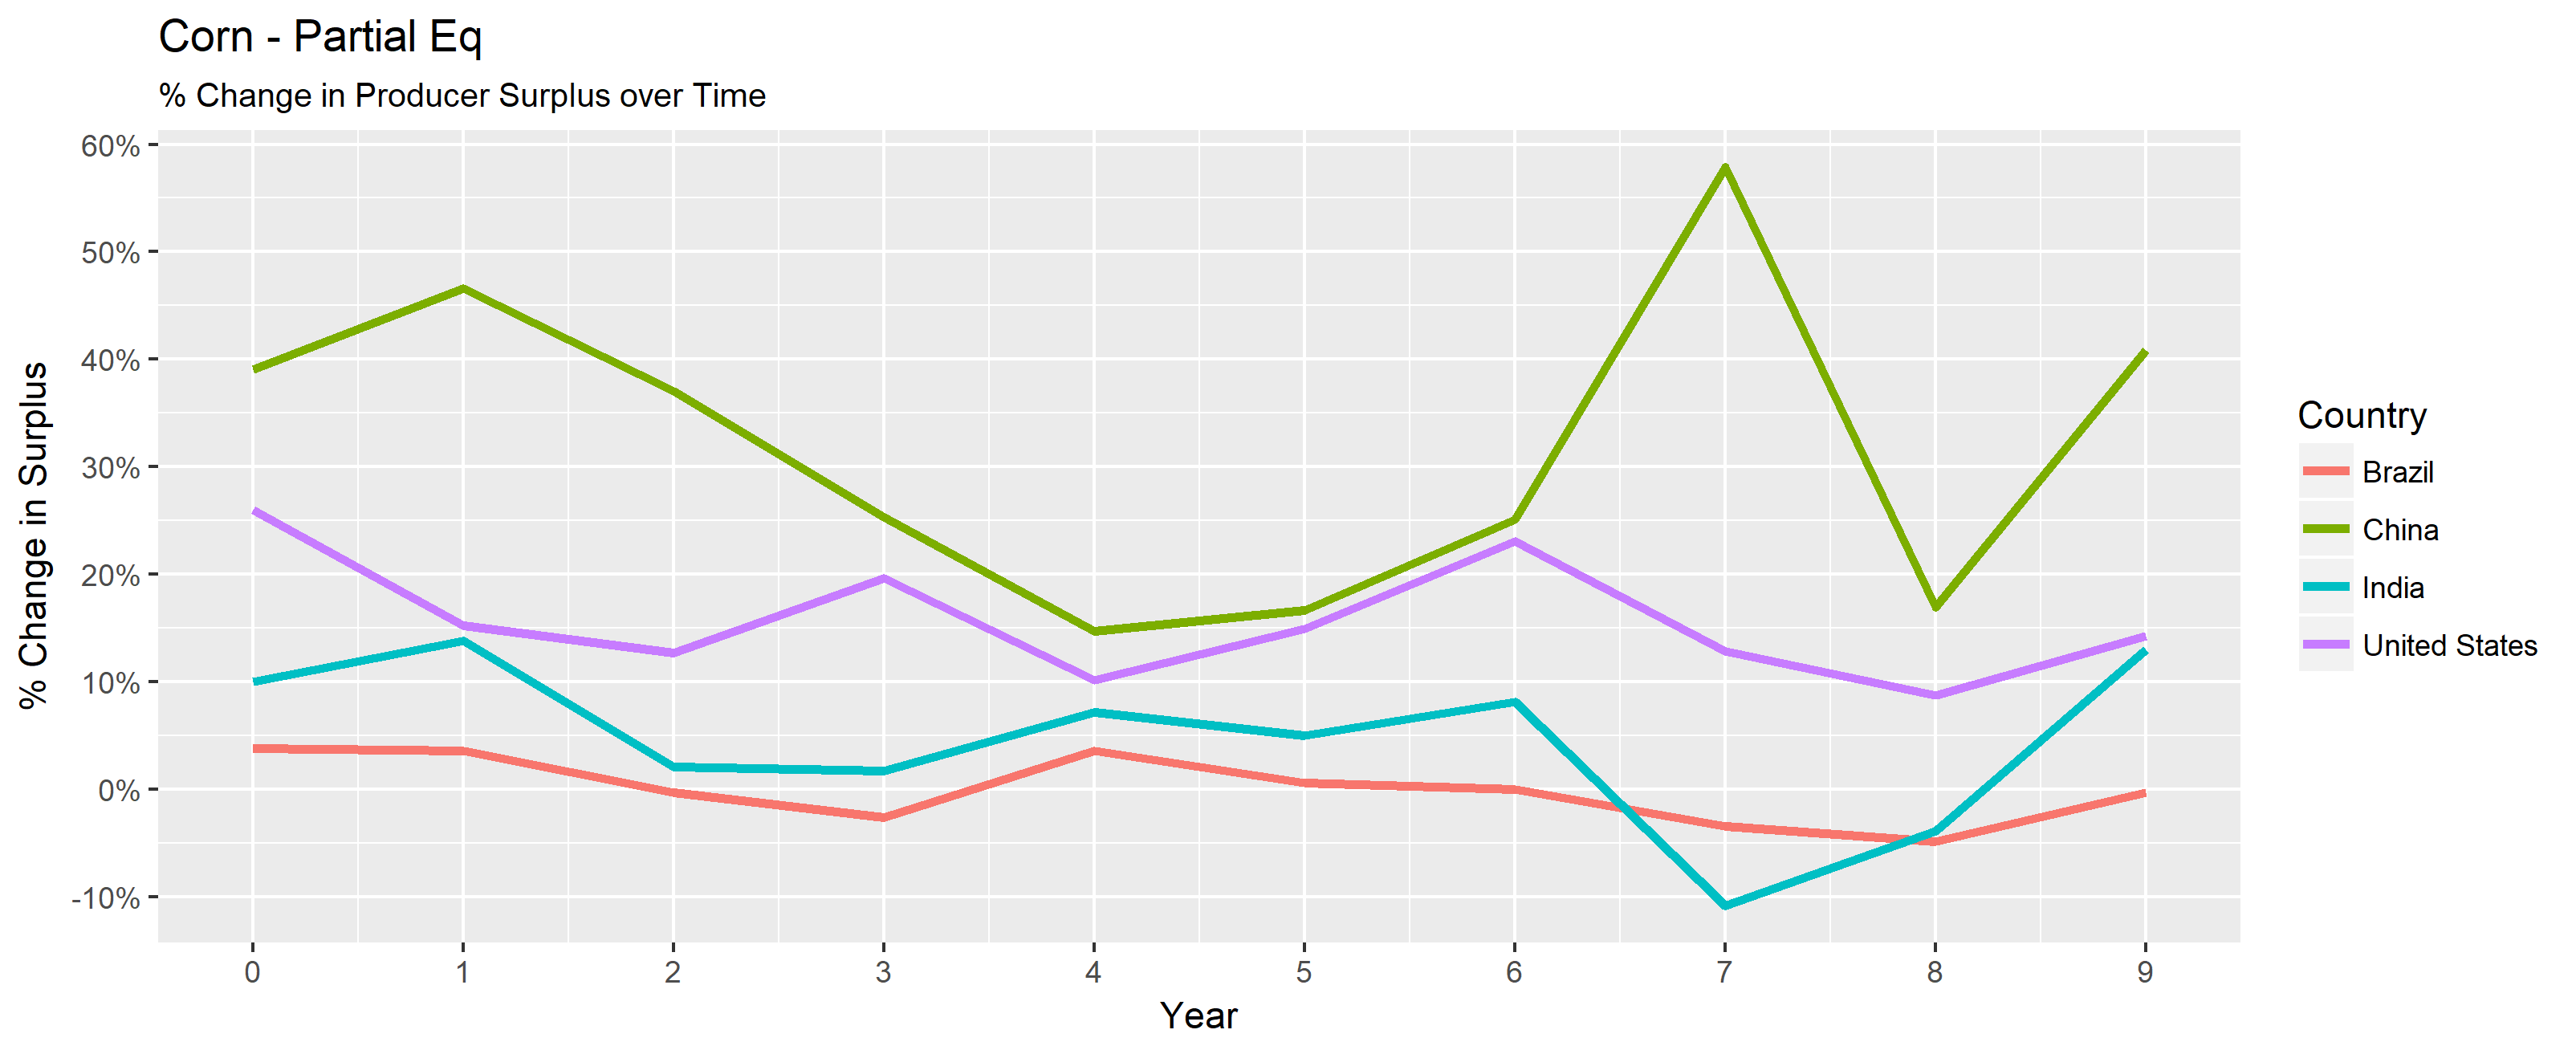 Corn - Partial Eq
% Change in Producer Surplus over Time
60%
50%
40%
30%
20%
10%
0%
-10%
% Change in Surplus
0 1 2 3 4 5 6 7 8 9
Year
Country
Brazil
China
India
United States